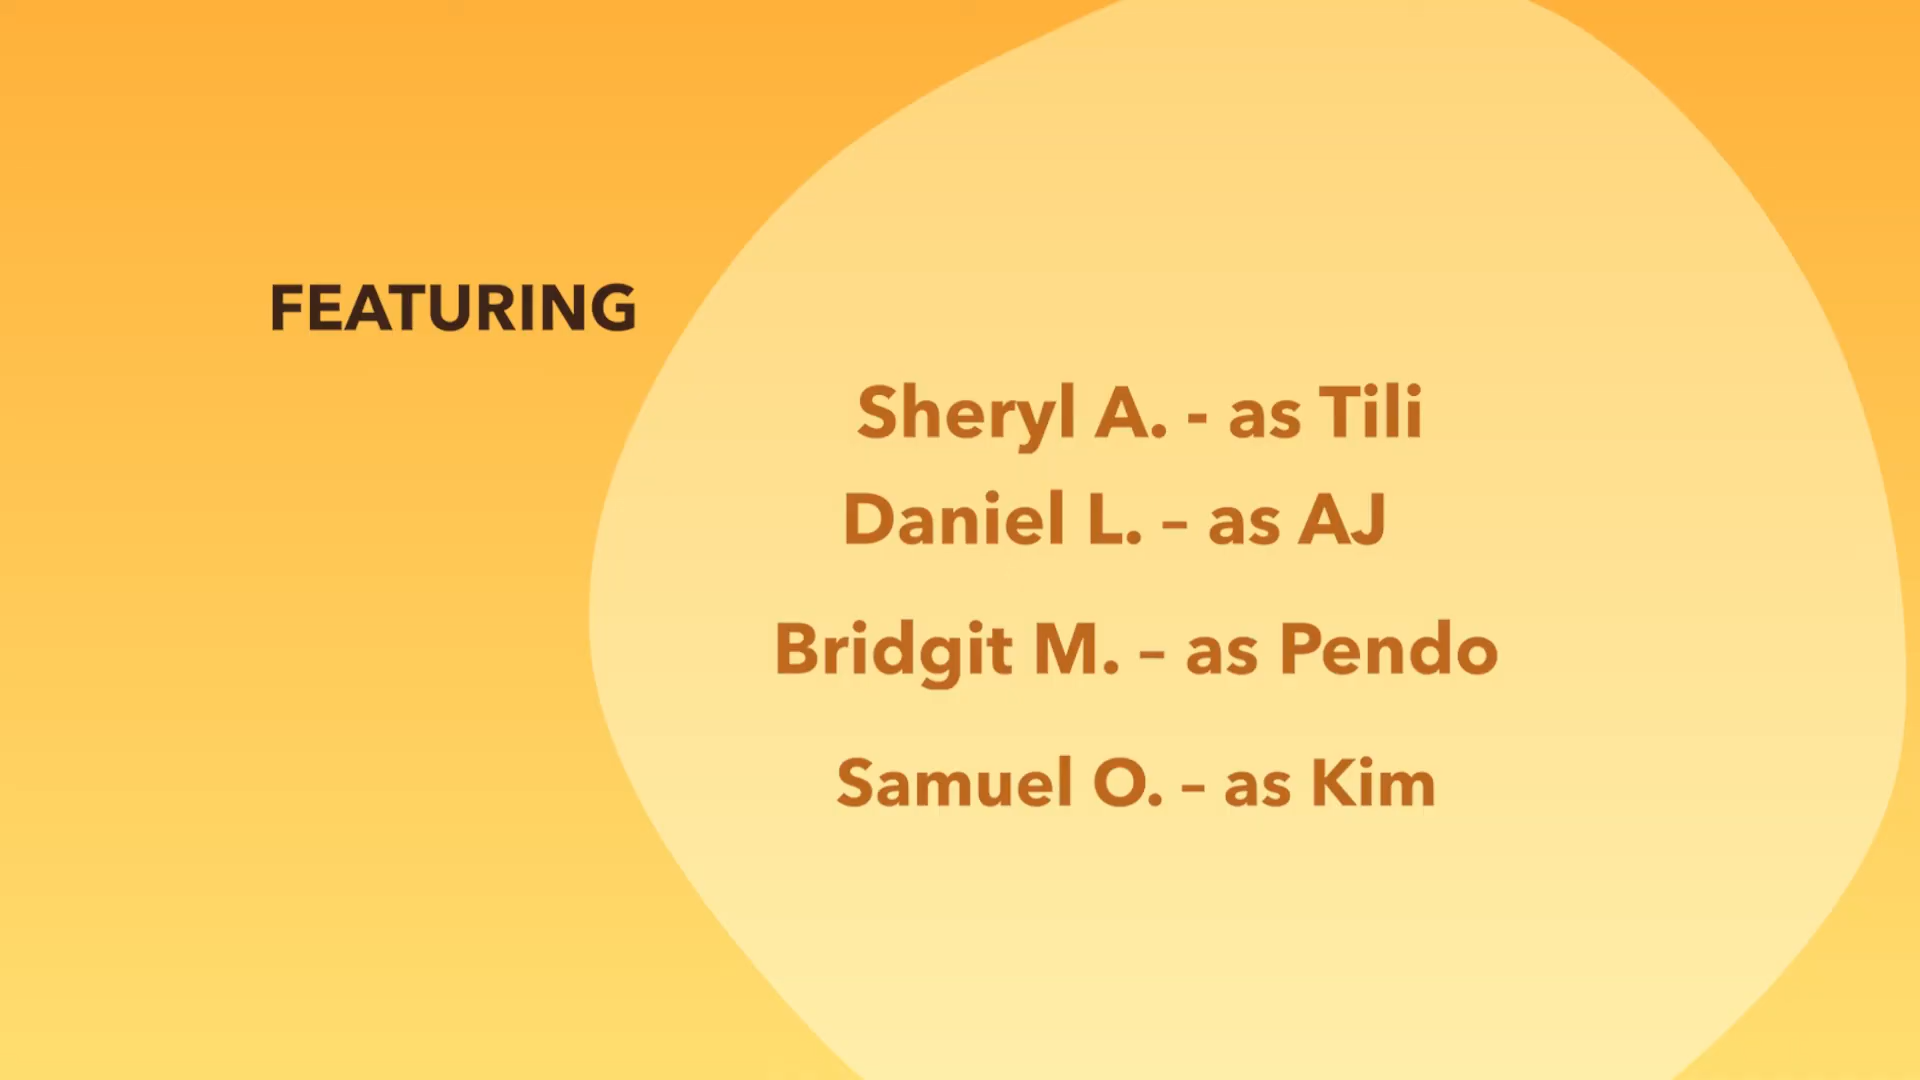 FEATURING
Sheryl A. - as Tili
Daniel L. – as AJ
Bridgit M. – as Pendo
Samuel O. – as Kim